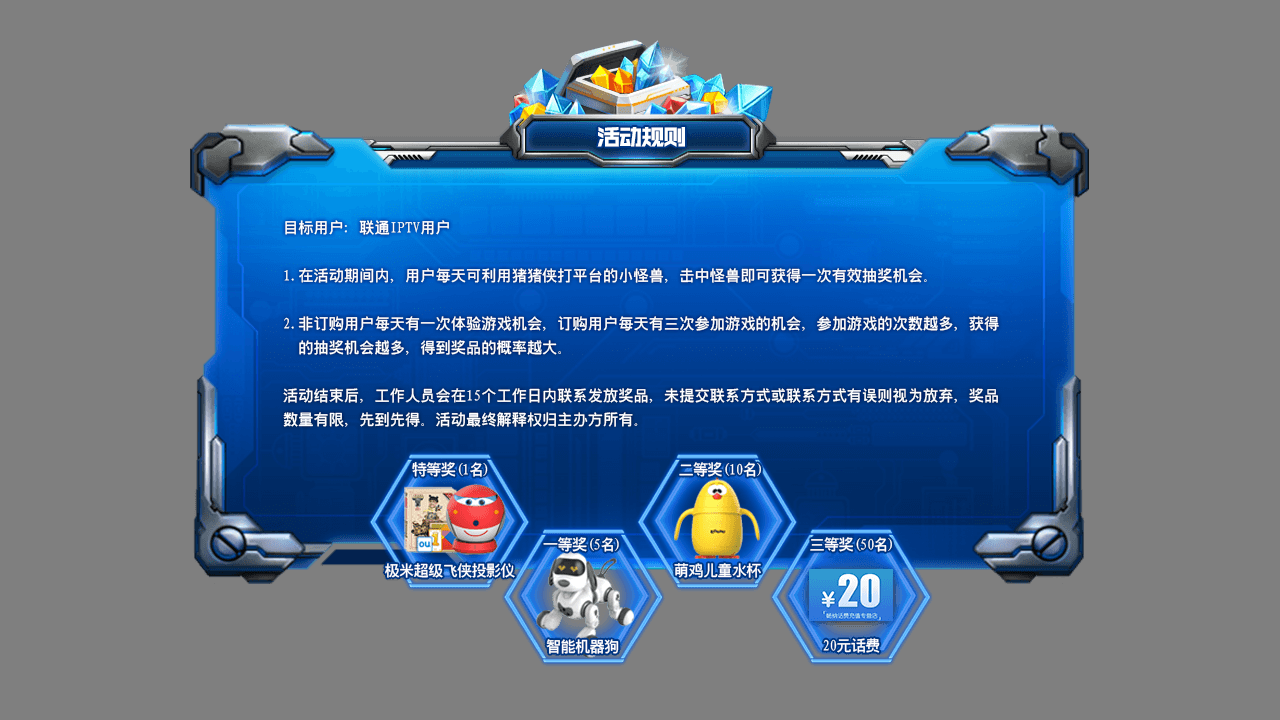 活动规则
目标用户：联通IPTV用户
1.在活动期间内，用户每天可利用猪猪侠打平台的小怪兽，击中怪兽即可获得一次有效抽奖机会。
2.非订购用户每天有一次体验游戏机会，订购用户每天有三次参加游戏的机会，参加游戏的次数越多，获得
的抽奖机会越多，得到奖品的概率越大。
活动结束后，工作人员会在15个工作日内联系发放奖品，未提交联系方式或联系方式有误则视为放弃，奖品
数量有限，先到先得。活动最终解释权归主办方所有。
特等奖(1名)
极米超级飞侠投影仪
一等奖(5名)
智能机器狗
二等奖(10名)
萌鸡儿童水杯
三等奖(50名)
¥20
20元话费